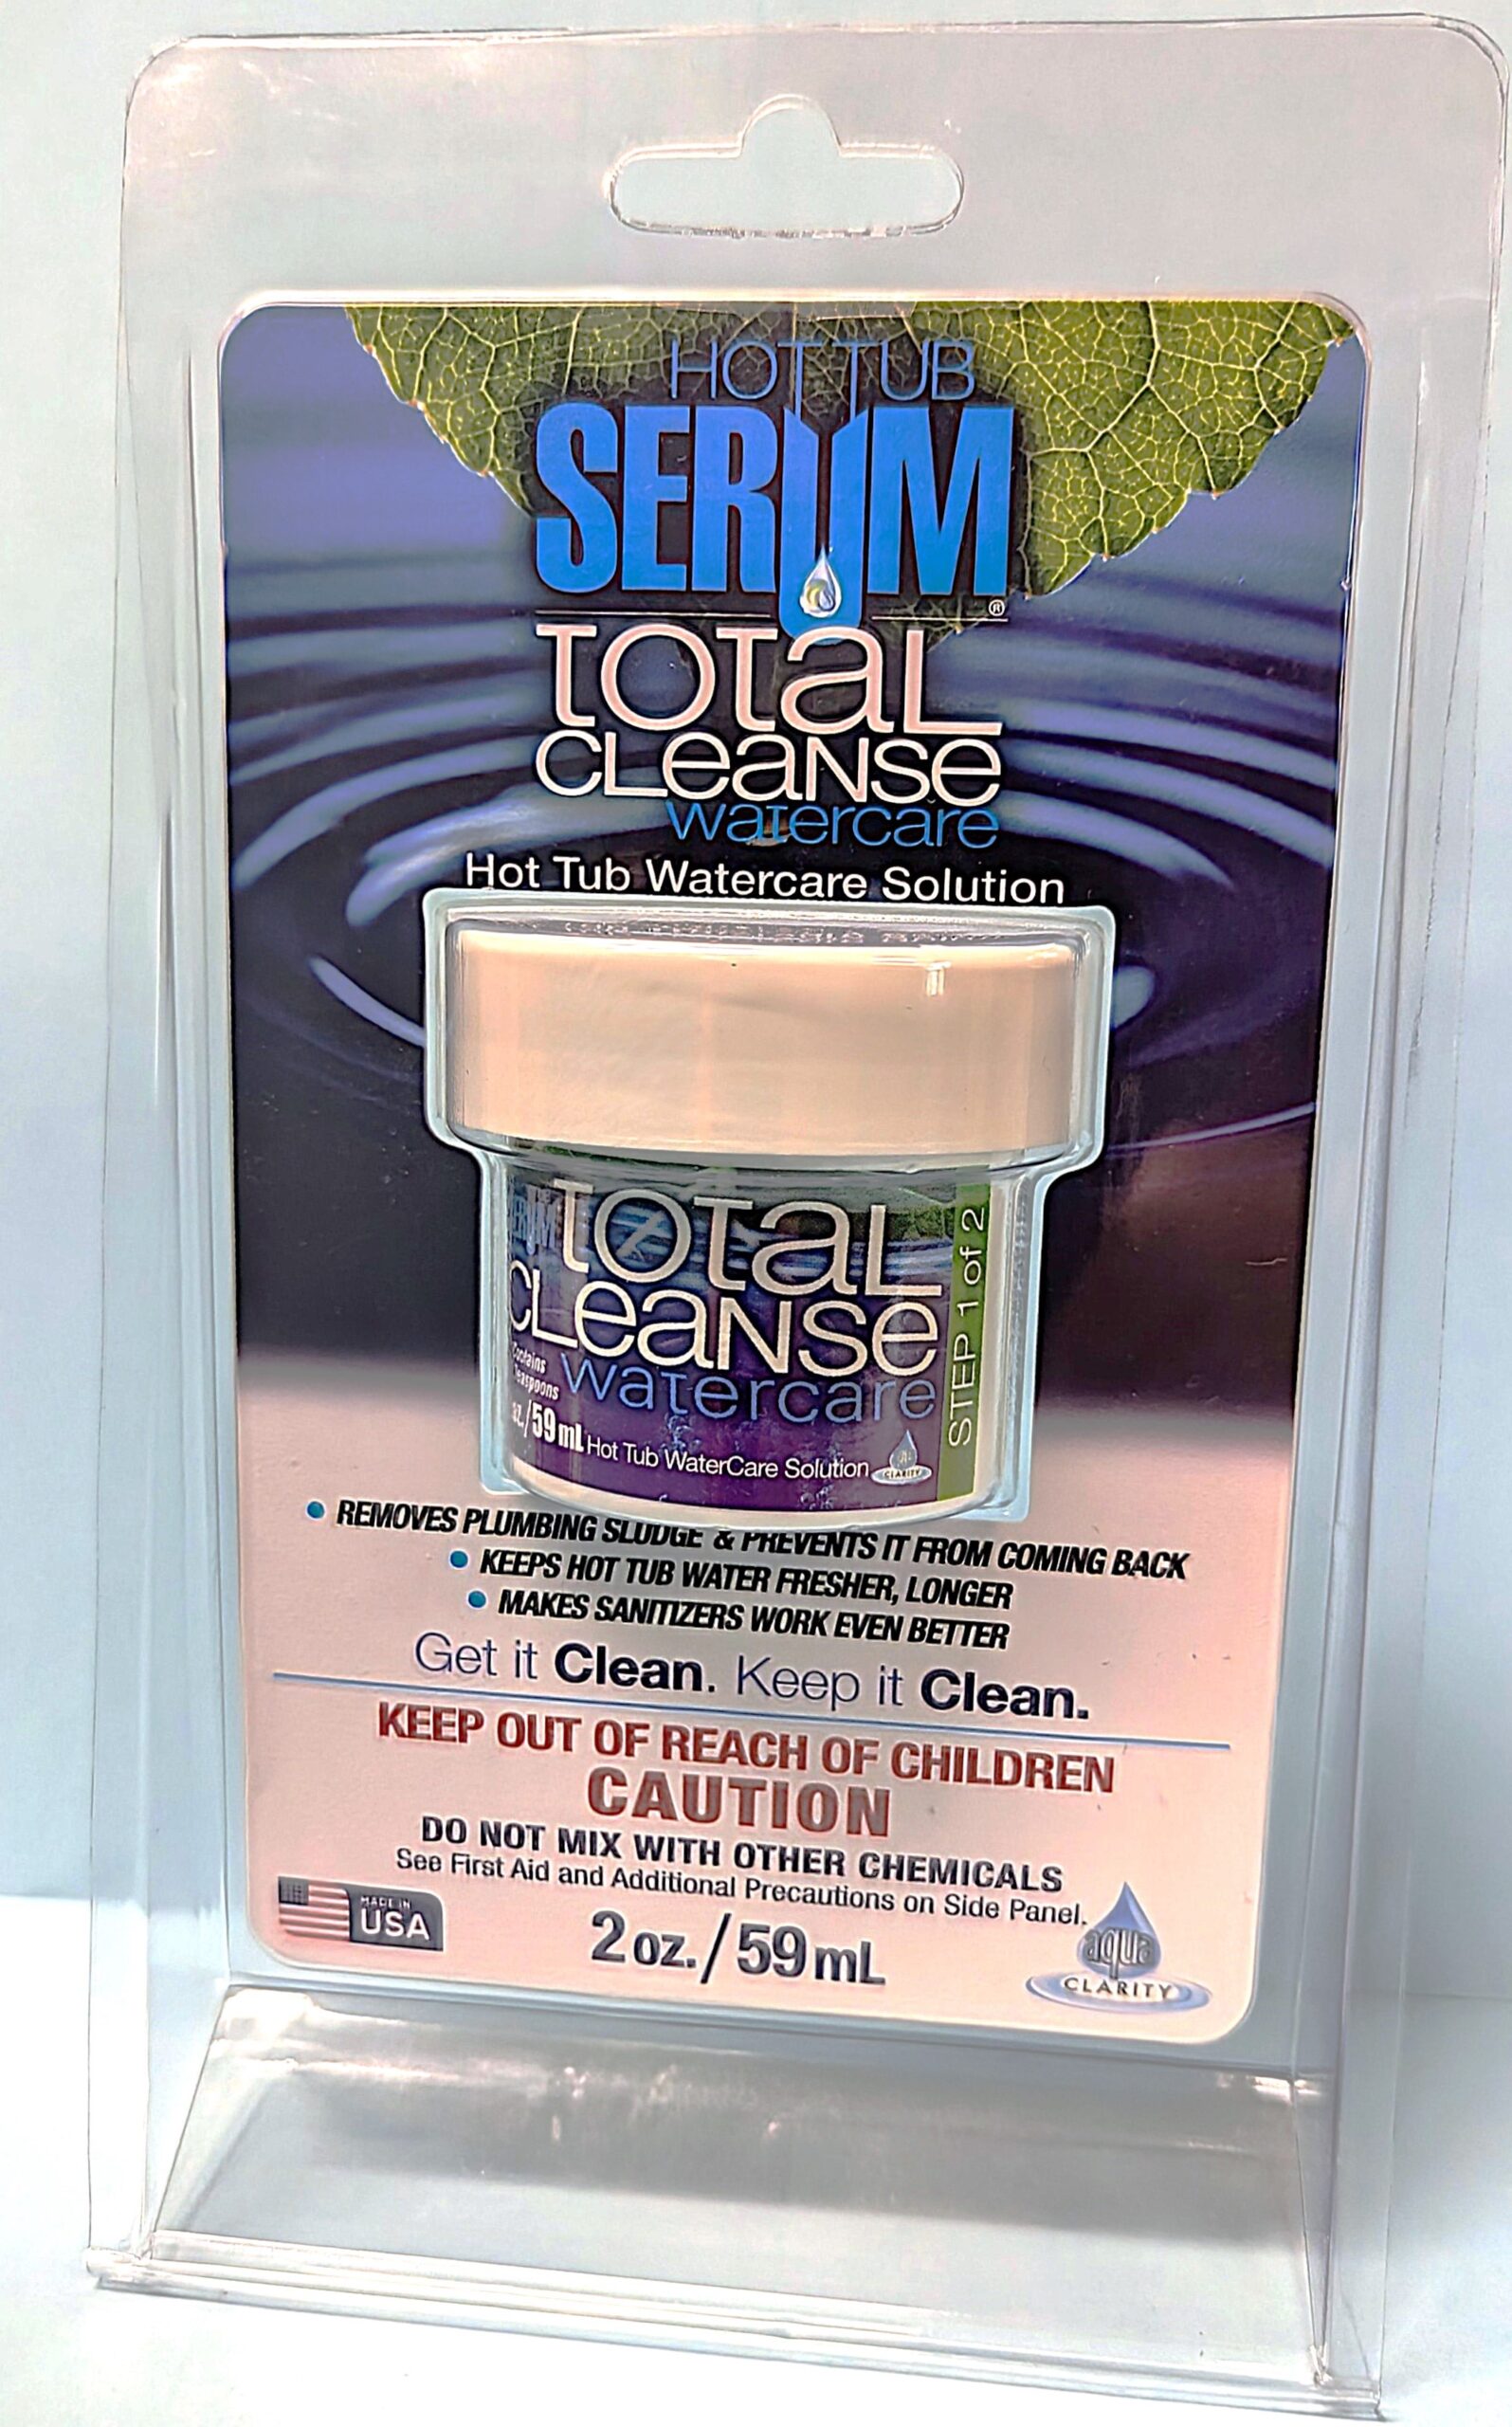 HOT TUB
SERUM®
TOTaL
CLeaNse
watercare
Hot Tub Watercare Solution
SERUM
TOTaL
CLeaNse
watercare
Contains
Teaspoons
oz./59 mL
Hot Tub WaterCare Solution
CLARITY
STEP 1 of 2
• REMOVES PLUMBING SLUDGE & PREVENTS IT FROM COMING BACK
• KEEPS HOT TUB WATER FRESHER, LONGER
• MAKES SANITIZERS WORK EVEN BETTER
Get it Clean. Keep it Clean.
KEEP OUT OF REACH OF CHILDREN
CAUTION
DO NOT MIX WITH OTHER CHEMICALS
See First Aid and Additional Precautions on Side Panel.
MADE IN
USA
2 oz./59 mL
aqua
CLARITY